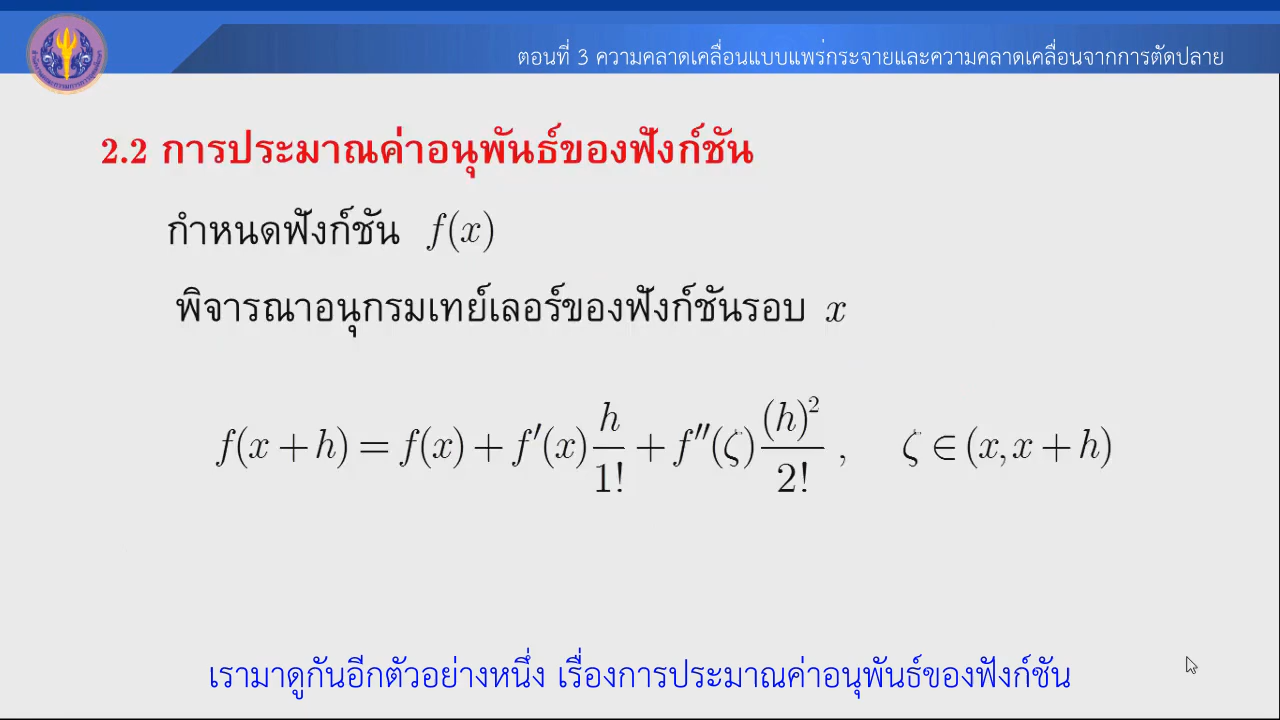 ตอนที่ 3 ความคลาดเคลื่อนแบบแพร่กระจายและความคลาดเคลื่อนจากการตัดปลาย
2.2 การประมาณค่าอนุพันธ์ของฟังก์ชัน
กำหนดฟังก์ชัน f(x)
พิจารณาอนุกรมเทย์เลอร์ของฟังก์ชันรอบ x
f(x + h) = f(x) + f′(x) h/1! + f″(ζ) (h)²/2! , ζ ∈ (x, x + h)
เรามาดูกันอีกตัวอย่างหนึ่ง เรื่องการประมาณค่าอนุพันธ์ของฟังก์ชัน